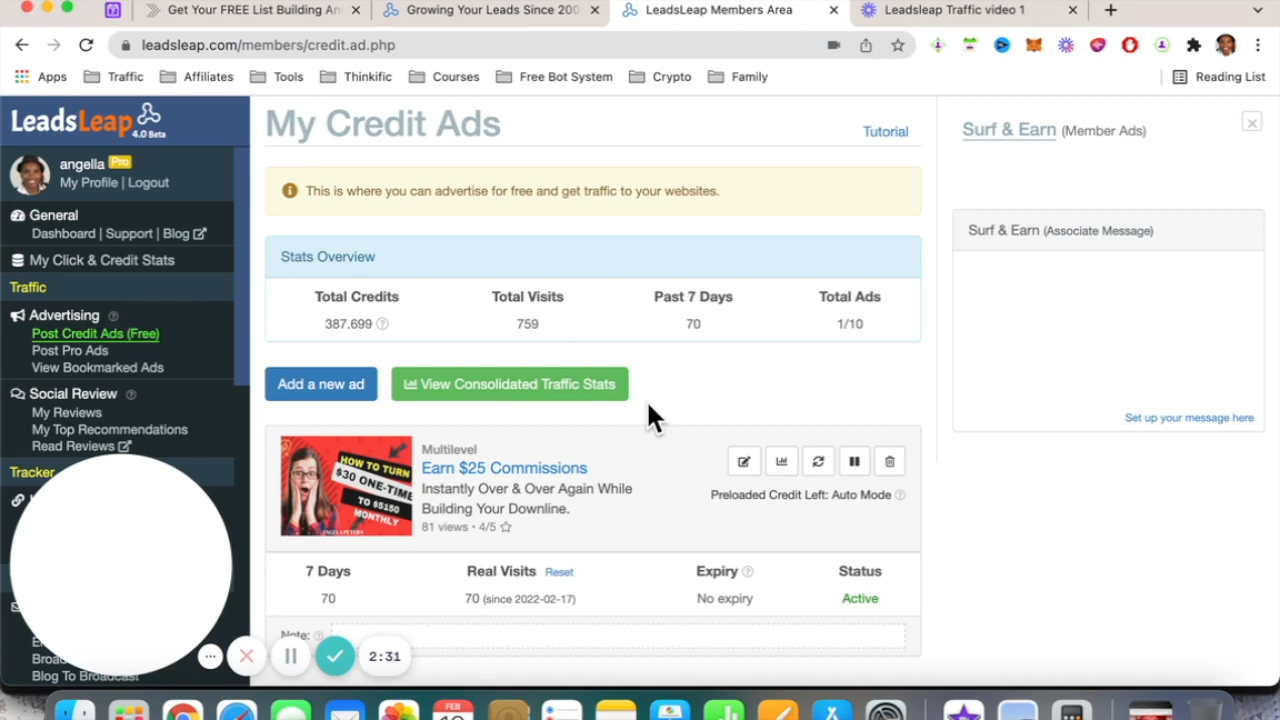 Get Your FREE List Building An
Growing Your Leads Since 200
LeadsLeap Members Area
Leadsleap Traffic video 1
leadsleap.com/members/credit.ad.php
Apps
Traffic
Affiliates
Tools
Thinkific
Courses
Free Bot System
Crypto
Family
Reading List
LeadsLeap
4.0 Beta
angella Pro
My Profile | Logout
General
Dashboard | Support | Blog
My Click & Credit Stats
Traffic
Advertising
Post Credit Ads (Free)
Post Pro Ads
View Bookmarked Ads
Social Review
My Reviews
My Top Recommendations
Read Reviews
Tracker
Blog To Broadcast
My Credit Ads
Tutorial
This is where you can advertise for free and get traffic to your websites.
Stats Overview
Total Credits Total Visits Past 7 Days Total Ads
387.699 759 70 1/10
Add a new ad
View Consolidated Traffic Stats
HOW TO TURN
$30 ONE-TIME
TO $5150
MONTHLY
Multilevel
Earn $25 Commissions
Instantly Over & Over Again While
Building Your Downline.
81 views • 4/5
Preloaded Credit Left: Auto Mode
7 Days Real Visits Reset Expiry Status
70 70 (since 2022-02-17) No expiry Active
Note:
2:31
Surf & Earn (Member Ads)
Surf & Earn (Associate Message)
Set up your message here
FEB